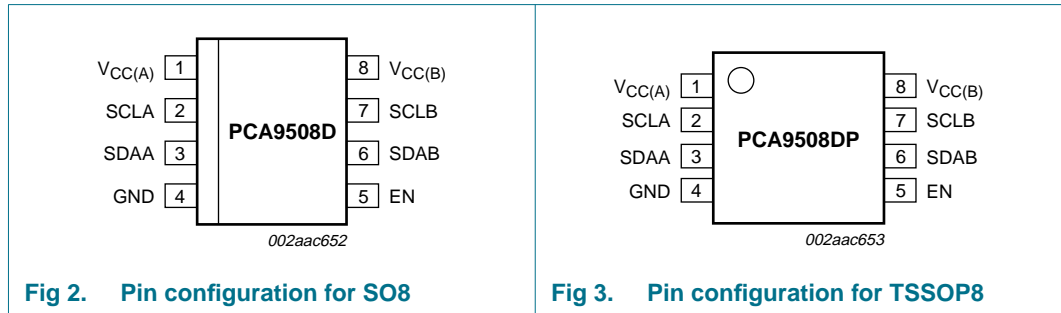 VCC(A) 1 8 VCC(B)
SCLA 2 7 SCLB
PCA9508D
SDAA 3 6 SDAB
GND 4 5 EN
002aac652
Fig 2. Pin configuration for SO8
VCC(A) 1 8 VCC(B)
SCLA 2 7 SCLB
PCA9508DP
SDAA 3 6 SDAB
GND 4 5 EN
002aac653
Fig 3. Pin configuration for TSSOP8